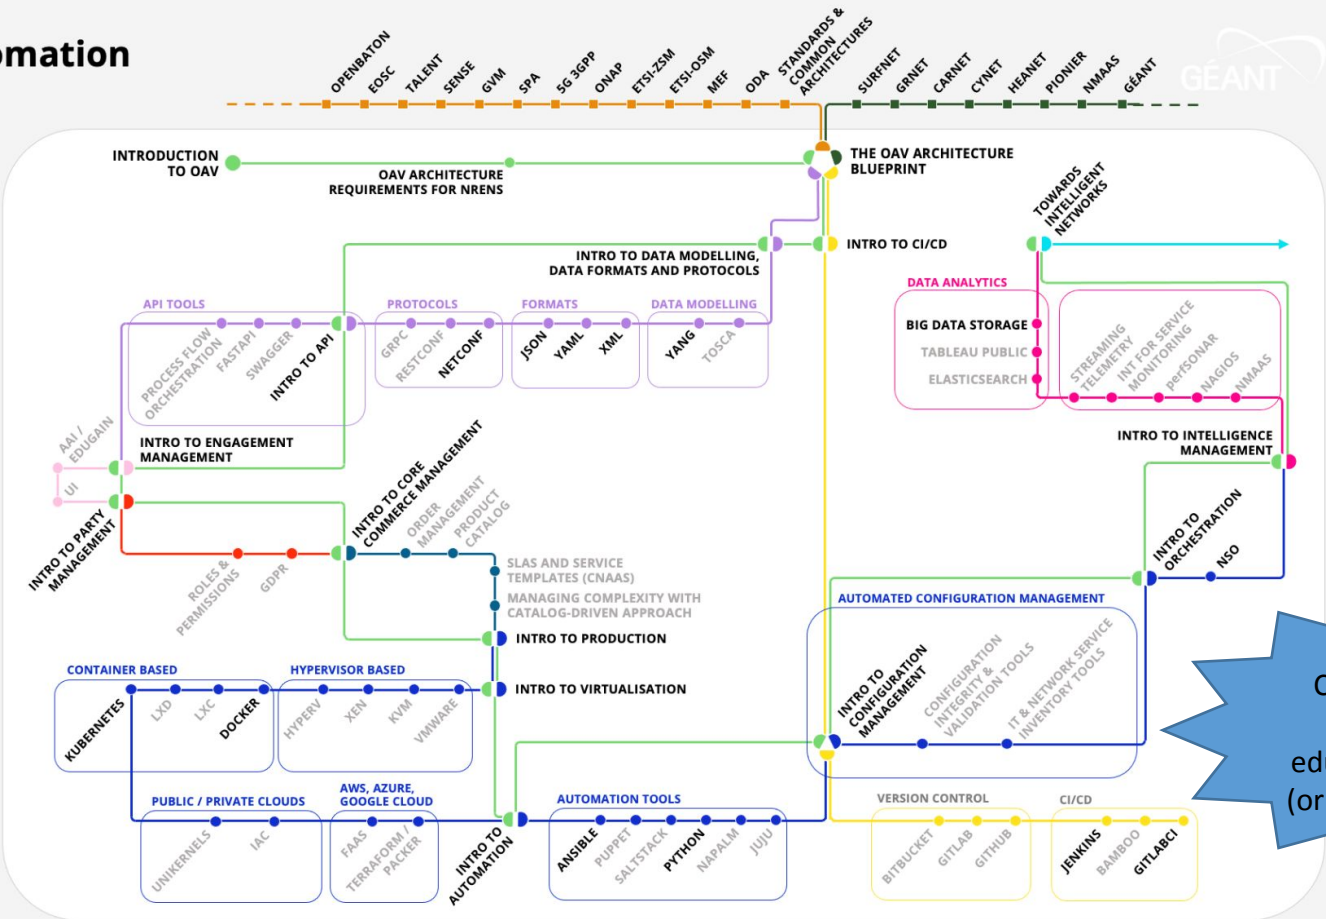 omation
OPENBATON
EOSC
TALENT
SENSE
GVM
SPA
5G 3GPP
ONAP
ETSI-ZSM
ETSI-OSM
MEF
ODA
STANDARDS &
COMMON
ARCHITECTURES
SURFNET
GRNET
CARNET
CYNET
HEANET
PIONIER
NMAAS
GÉANT
GÉANT
INTRODUCTION
TO OAV
OAV ARCHITECTURE
REQUIREMENTS FOR NRENS
THE OAV ARCHITECTURE
BLUEPRINT
TOWARDS
INTELLIGENT
NETWORKS
INTRO TO DATA MODELLING,
DATA FORMATS AND PROTOCOLS
INTRO TO CI/CD
API TOOLS
PROCESS FLOW
ORCHESTRATION
FASTAPI
SWAGGER
INTRO TO API
PROTOCOLS
GRPC
RESTCONF
NETCONF
FORMATS
JSON
YAML
XML
DATA MODELLING
YANG
TOSCA
DATA ANALYTICS
BIG DATA STORAGE
TABLEAU PUBLIC
ELASTICSEARCH
STREAMING
TELEMETRY
INT FOR SERVICE
MONITORING
perfSONAR
NAGIOS
NMAAS
AAI /
EDUGAIN
UI
INTRO TO ENGAGEMENT
MANAGEMENT
INTRO TO INTELLIGENCE
MANAGEMENT
INTRO TO PARTY
MANAGEMENT
ROLES &
PERMISSIONS
GDPR
INTRO TO CORE
COMMERCE MANAGEMENT
ORDER
MANAGEMENT
PRODUCT
CATALOG
SLAS AND SERVICE
TEMPLATES (CNAAS)
MANAGING COMPLEXITY WITH
CATALOG-DRIVEN APPROACH
INTRO TO
ORCHESTRATION
NSO
INTRO TO PRODUCTION
INTRO TO VIRTUALISATION
CONTAINER BASED
KUBERNETES
LXD
LXC
DOCKER
HYPERVISOR BASED
HYPERV
XEN
KVM
VMWARE
AUTOMATED CONFIGURATION MANAGEMENT
INTRO TO
CONFIGURATION
MANAGEMENT
CONFIGURATION
INTEGRITY &
VALIDATION TOOLS
IT & NETWORK SERVICE
INVENTORY TOOLS
PUBLIC / PRIVATE CLOUDS
UNIKERNELS
IAC
AWS, AZURE,
GOOGLE CLOUD
FAAS
TERRAFORM /
PACKER
INTRO TO
AUTOMATION
AUTOMATION TOOLS
ANSIBLE
PUPPET
SALTSTACK
PYTHON
NAPALM
JUJU
VERSION CONTROL
BITBUCKET
GITLAB
GITHUB
CI/CD
JENKINS
BAMBOO
GITLABCI
edu
(or